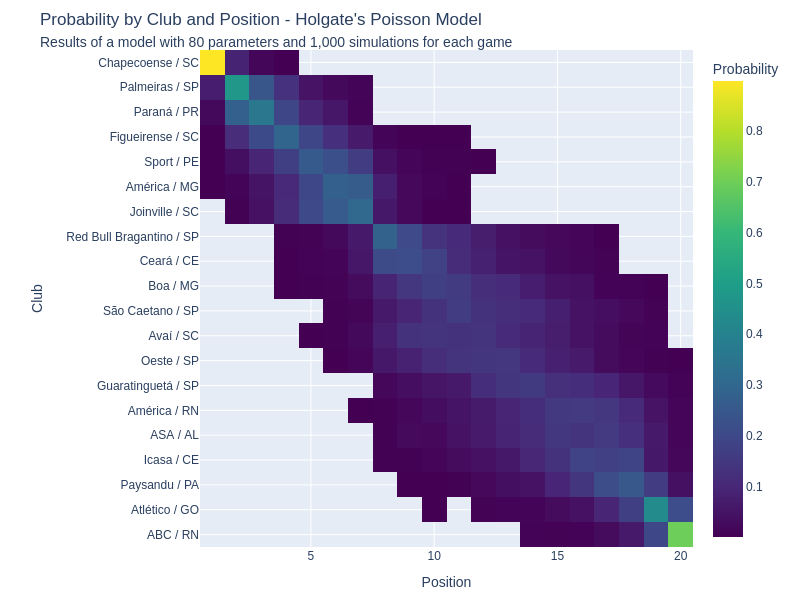 Probability by Club and Position - Holgate's Poisson Model
Results of a model with 80 parameters and 1,000 simulations for each game
Probability
Chapecoense / SC
Palmeiras / SP
Paraná / PR
Figueirense / SC
Sport / PE
América / MG
Joinville / SC
Red Bull Bragantino / SP
Ceará / CE
Boa / MG
São Caetano / SP
Avaí / SC
Oeste / SP
Guaratinguetá / SP
América / RN
ASA / AL
Icasa / CE
Paysandu / PA
Atlético / GO
ABC / RN
Club
5
10
15
20
Position
0.8
0.7
0.6
0.5
0.4
0.3
0.2
0.1